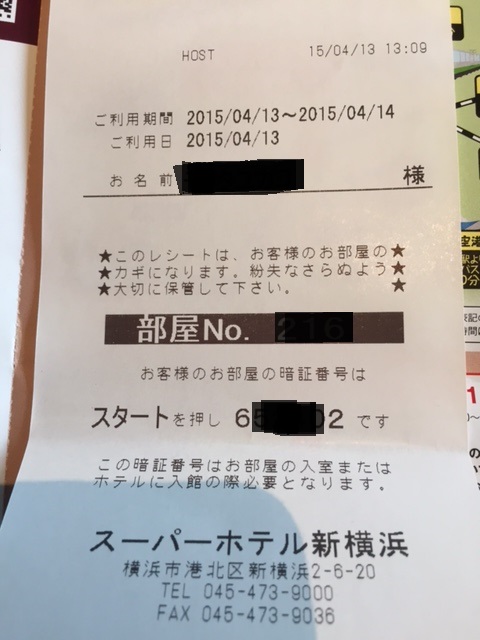 HOST 15/04/13 13:09
ご利用期間 2015/04/13〜2015/04/14
ご利用日 2015/04/13
お名前 様
★このレシートは、お客様のお部屋の★
★カギになります。紛失なさらぬよう★
★大切に保管して下さい。 ★
部屋No.
お客様のお部屋の暗証番号は
スタートを押し 6 02 です
この暗証番号はお部屋の入室または
ホテルに入館の際必要となります。
スーパーホテル新横浜
横浜市港北区新横浜2-6-20
TEL 045-473-9000
FAX 045-473-9036